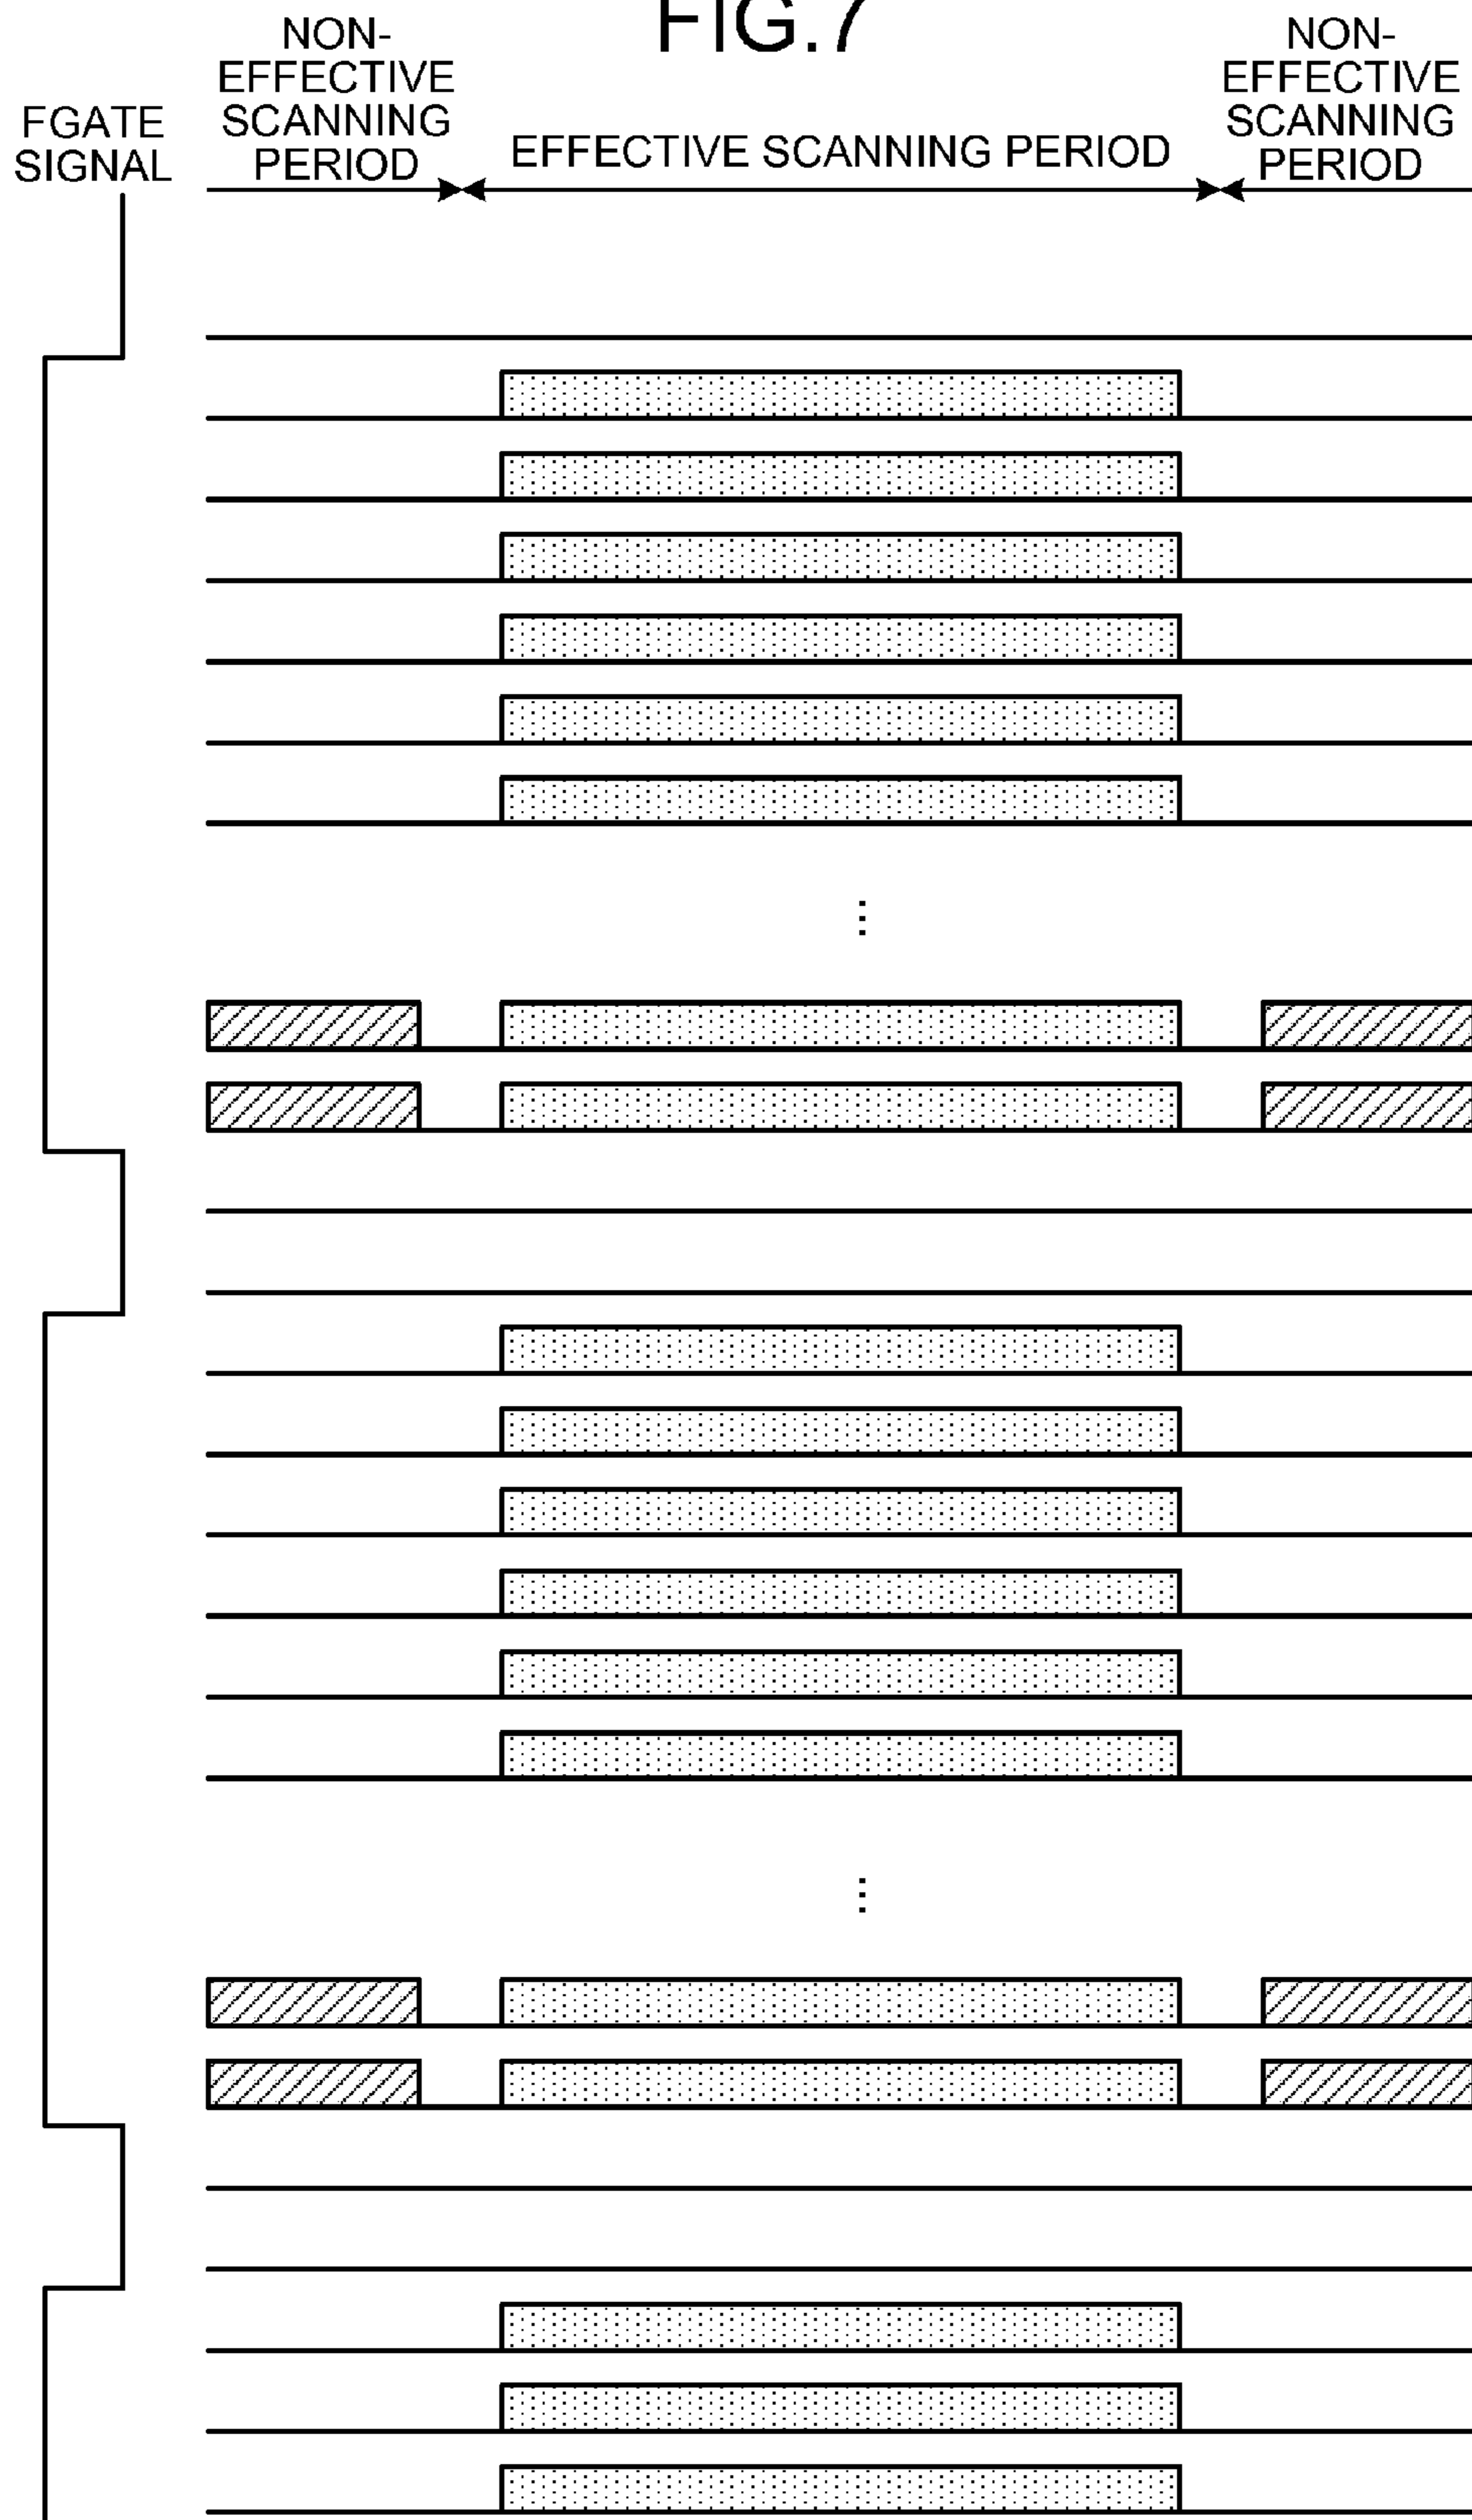 FIG.7
FGATE
SIGNAL
NON-
EFFECTIVE
SCANNING
PERIOD
EFFECTIVE SCANNING PERIOD
NON-
EFFECTIVE
SCANNING
PERIOD